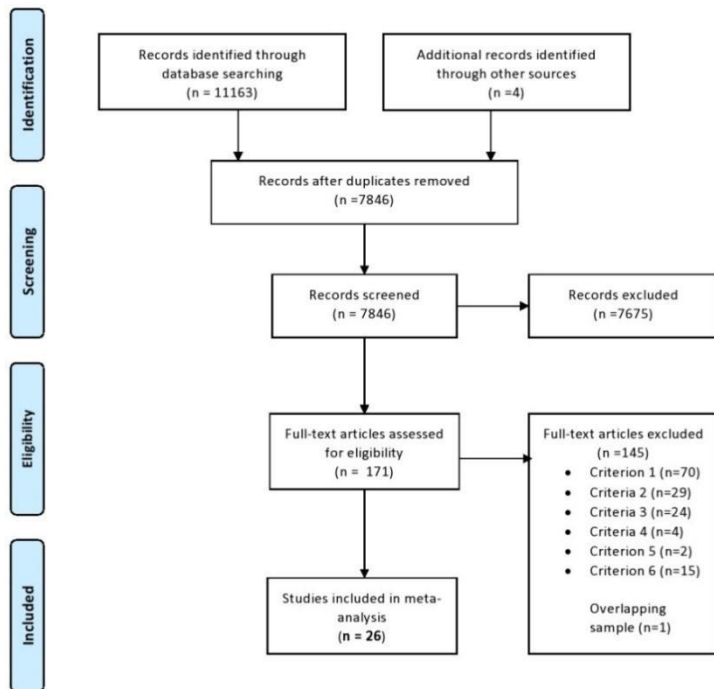 Identification
Records identified through
database searching
(n = 11163)
Additional records identified
through other sources
(n =4)
Records after duplicates removed
(n =7846)
Screening
Records screened
(n = 7846)
Records excluded
(n =7675)
Eligibility
Full-text articles assessed
for eligibility
(n =  171)
Full-text articles excluded
(n =145)
• Criterion 1 (n=70)
• Criteria 2 (n=29)
• Criteria 3 (n=24)
• Criteria 4 (n=4)
• Criterion 5 (n=2)
• Criterion 6 (n=15)
Overlapping
sample (n=1)
Included
Studies included in meta-
analysis
(n = 26)